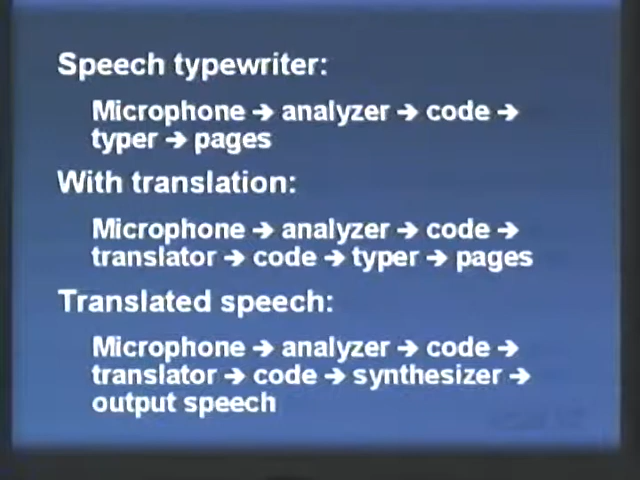 Speech typewriter:
Microphone ➔ analyzer ➔ code ➔
typer ➔ pages
With translation:
Microphone ➔ analyzer ➔ code ➔
translator ➔ code ➔ typer ➔ pages
Translated speech:
Microphone ➔ analyzer ➔ code ➔
translator ➔ code ➔ synthesizer ➔
output speech